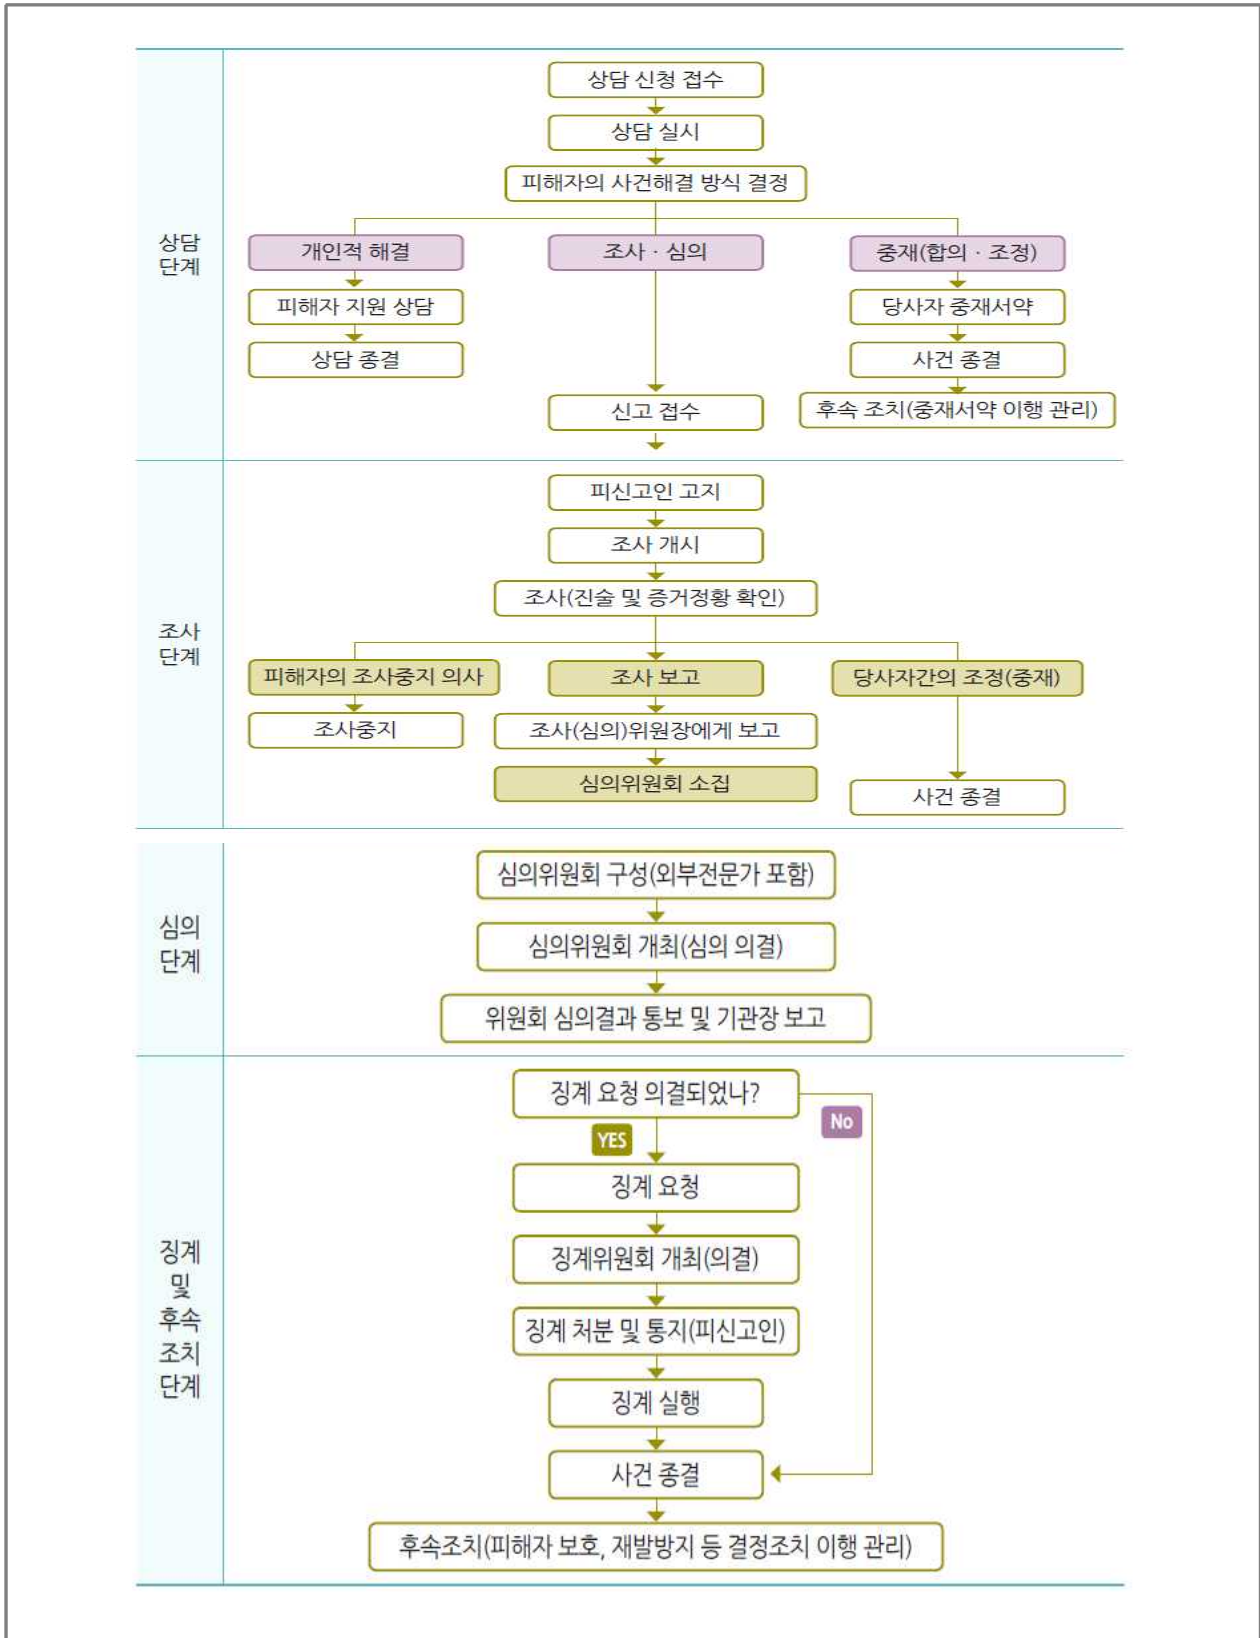 상담
단계
상담 신청 접수
상담 실시
피해자의 사건해결 방식 결정
개인적 해결
조사 · 심의
중재(합의 · 조정)
피해자 지원 상담
당사자 중재서약
상담 종결
사건 종결
신고 접수
후속 조치(중재서약 이행 관리)
조사
단계
피신고인 고지
조사 개시
조사(진술 및 증거정황 확인)
피해자의 조사중지 의사
조사 보고
당사자간의 조정(중재)
조사중지
조사(심의)위원장에게 보고
심의위원회 소집
사건 종결
심의
단계
심의위원회 구성(외부전문가 포함)
심의위원회 개최(심의 의결)
위원회 심의결과 통보 및 기관장 보고
징계
및
후속
조치
단계
징계 요청 의결되었나?
No
YES
징계 요청
징계위원회 개최(의결)
징계 처분 및 통지(피신고인)
징계 실행
사건 종결
후속조치(피해자 보호, 재발방지 등 결정조치 이행 관리)